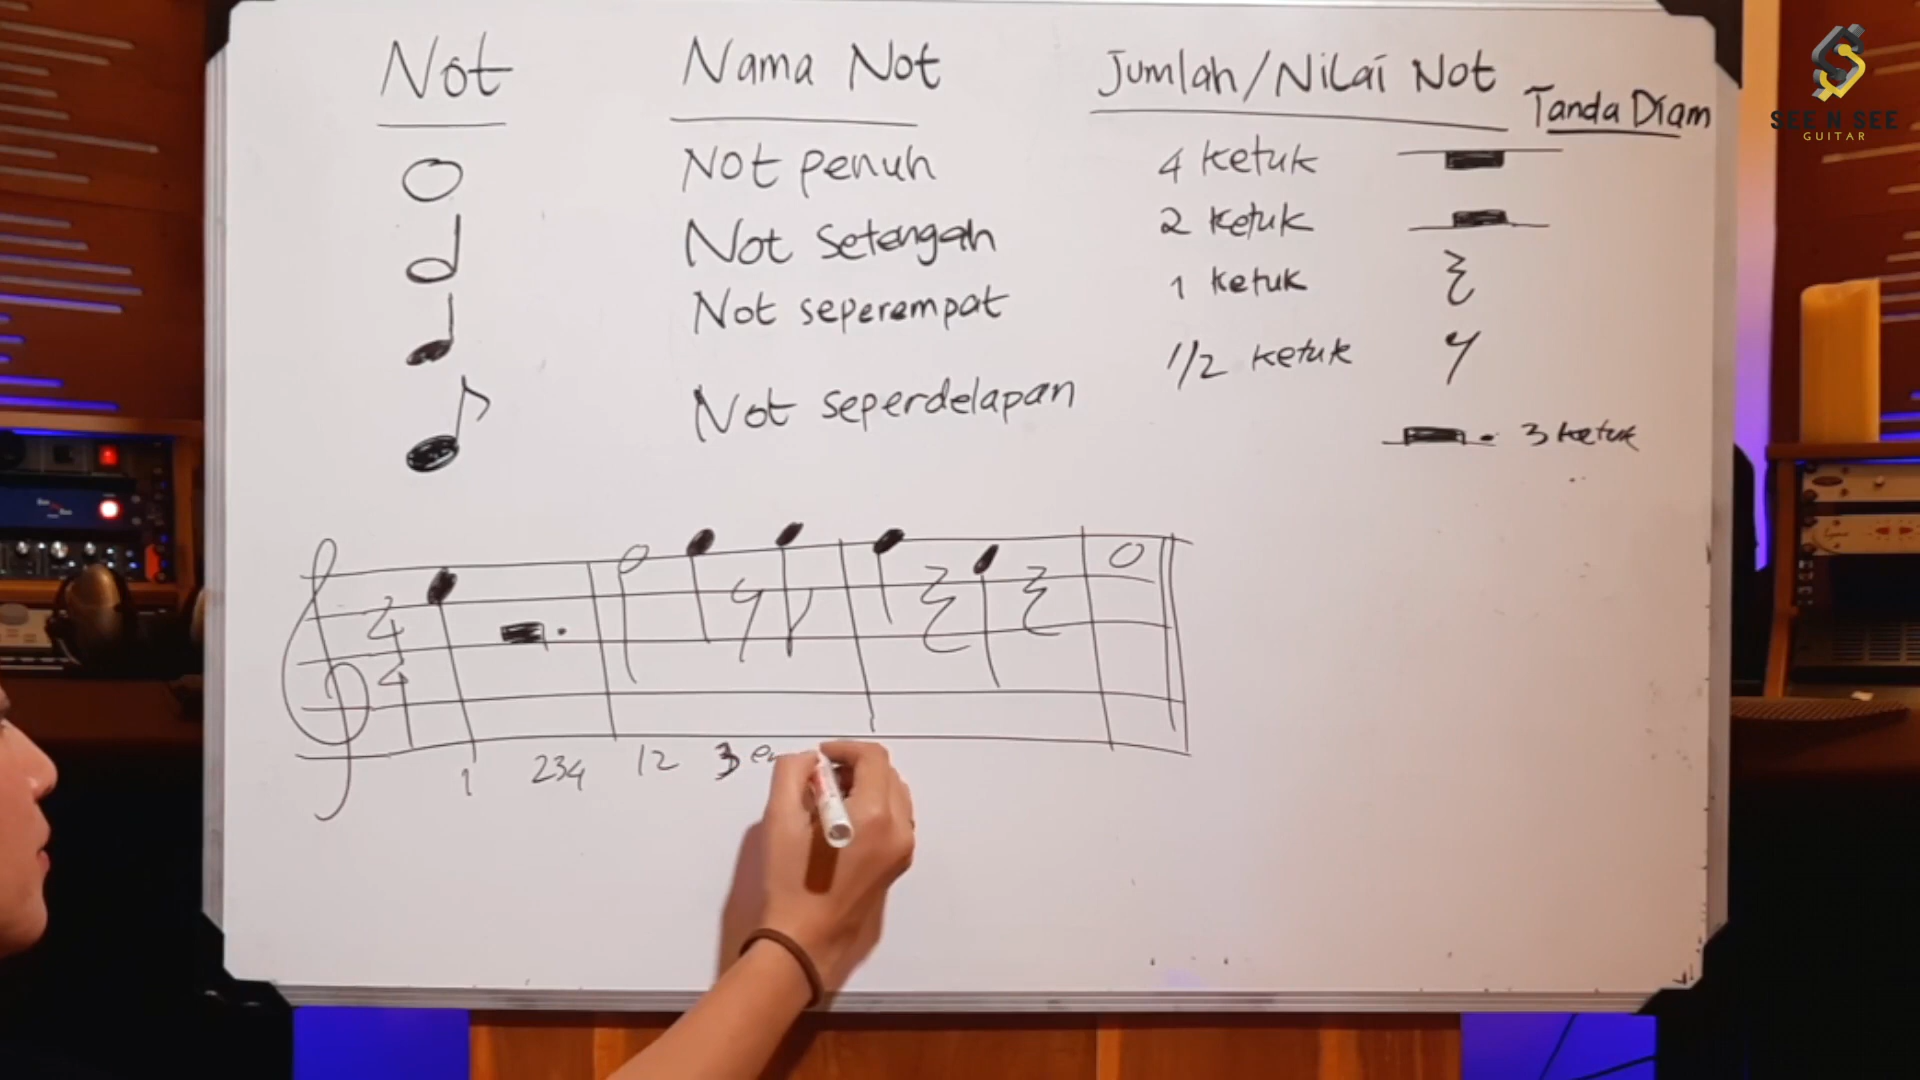 Not Nama Not Jumlah/Nilai Not Tanda Diam
Not penuh 4 ketuk
Not setengah 2 ketuk
Not seperempat 1 ketuk
Not seperdelapan 1/2 ketuk
3 ketuk
4
4
1 234 12 3
SEE N SEE
GUITAR